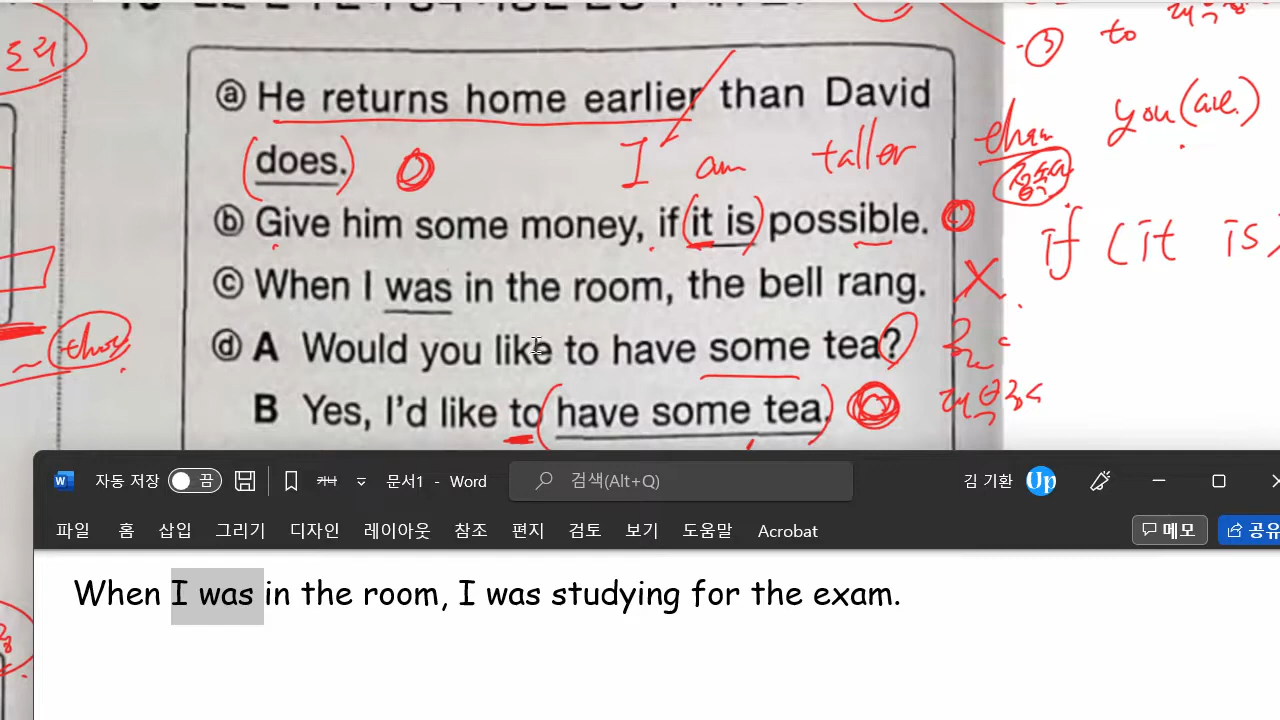 ③ to
ⓐ He returns home earlier than David
does.
I am taller than you (are.)
접속사
ⓑ Give him some money, if it is possible.
if (it is)
ⓒ When I was in the room, the bell rang.
ⓓ A Would you like to have some tea?
B Yes, I'd like to have some tea.
자동 저장 끔 문서1 - Word 검색(Alt+Q) 김 기환 Up
파일 홈 삽입 그리기 디자인 레이아웃 참조 편지 검토 보기 도움말 Acrobat 메모 공유
When I was in the room, I was studying for the exam.